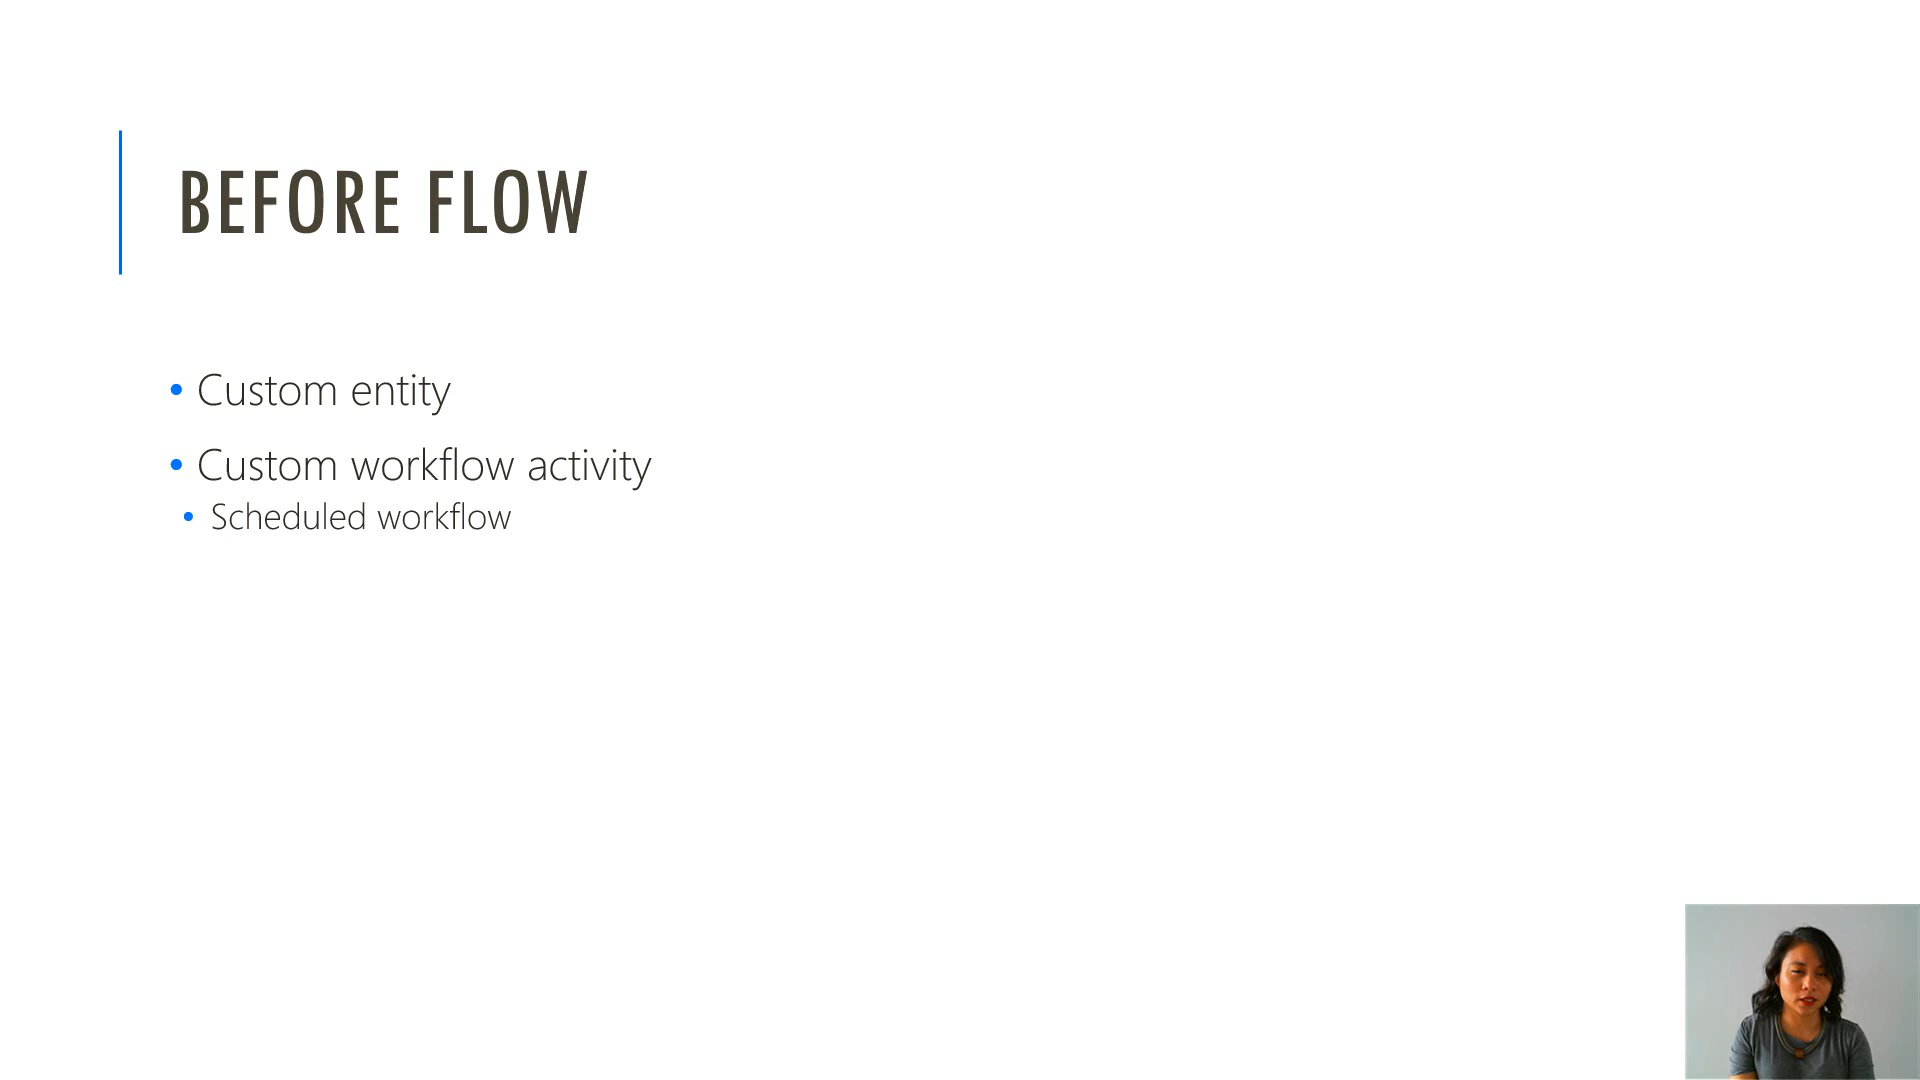 BEFORE FLOW
• Custom entity
• Custom workflow activity
• Scheduled workflow